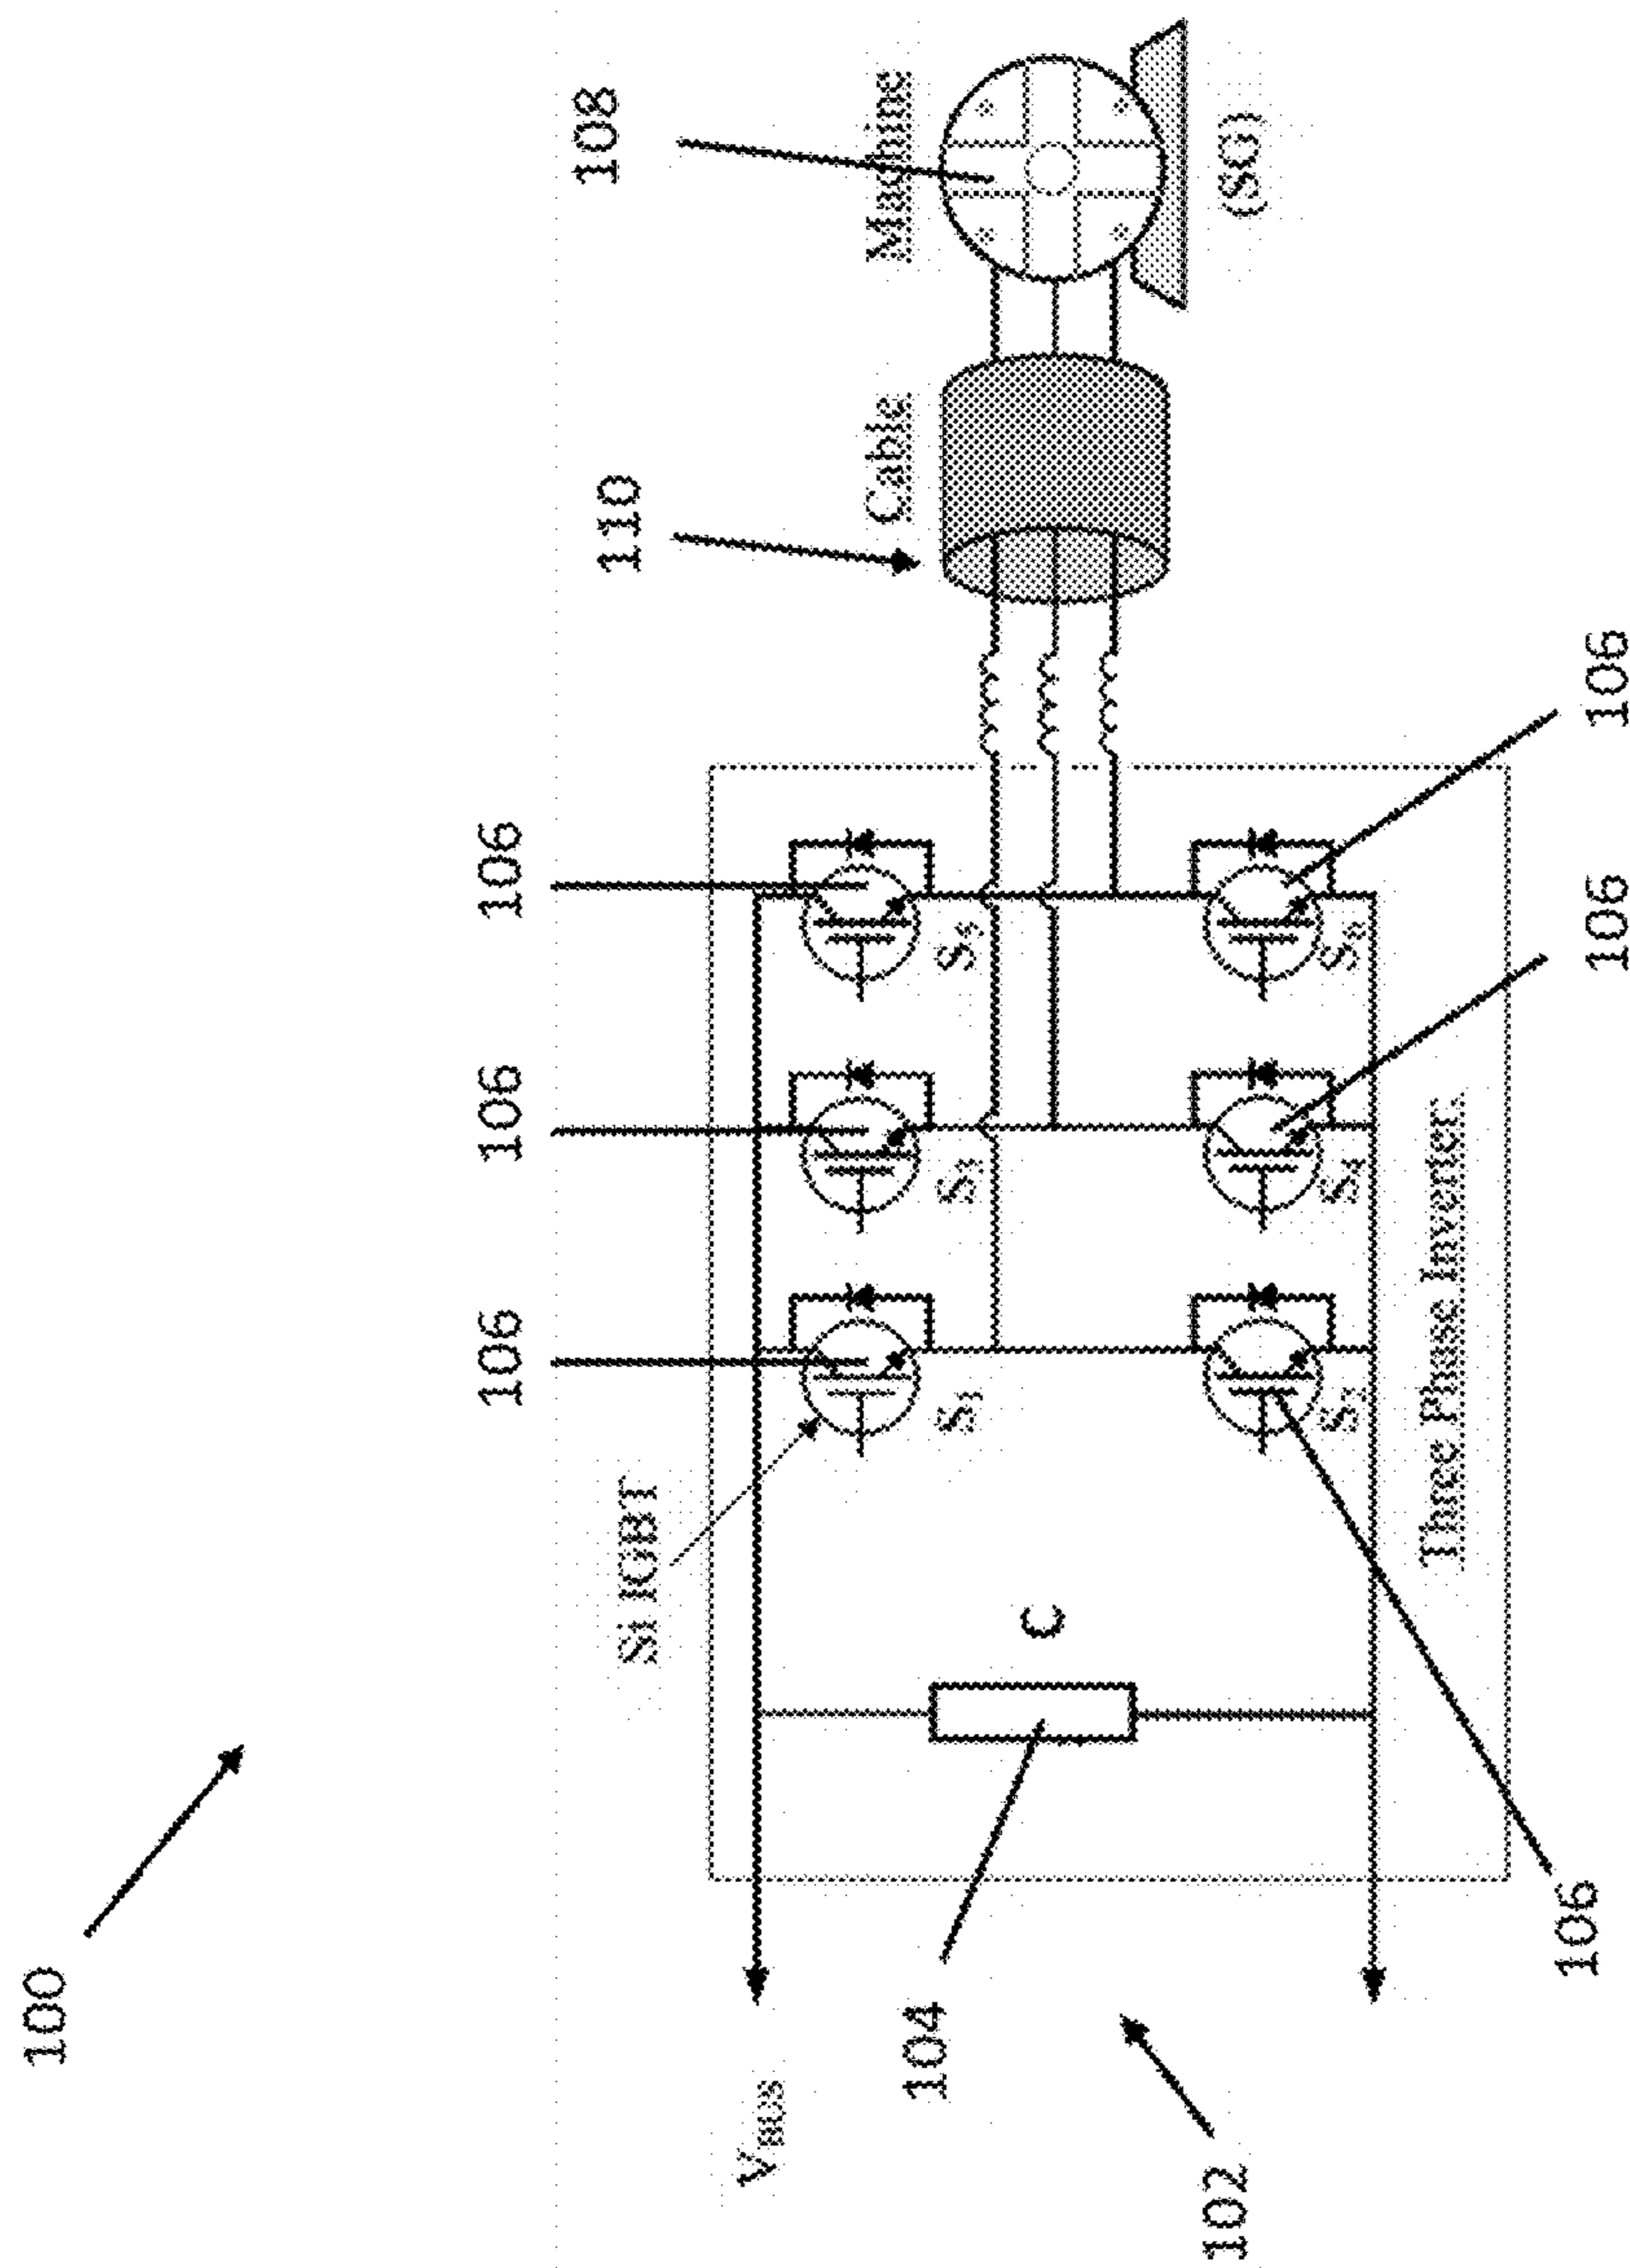 100
106
106
106
108
110
Si IGBT
Cable
Machine
VBUS
S1
S3
S5
104
C
(SG)
S2
S4
S6
102
Three Phase Inverter
106
106
106